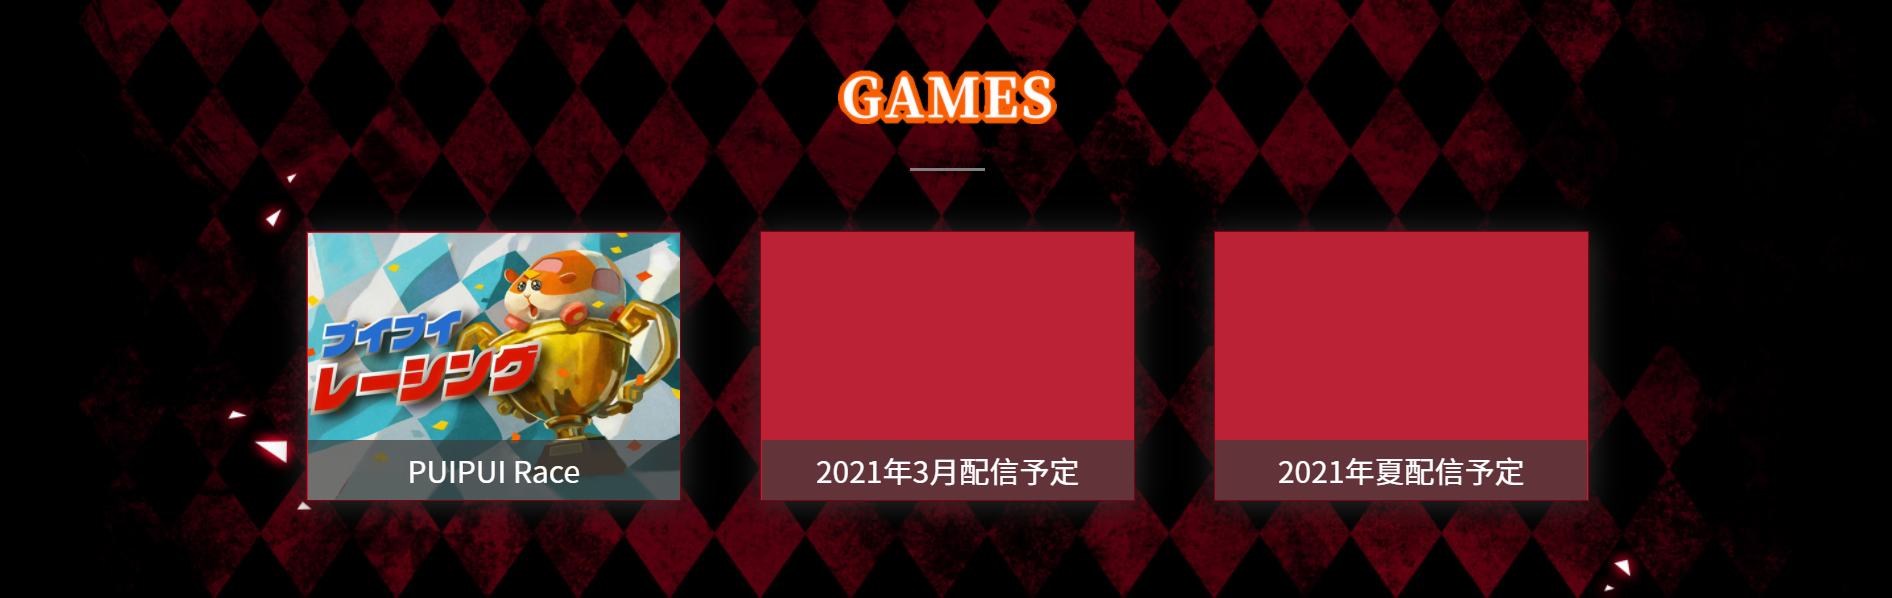 GAMES
プイプイ
レーシング
PUIPUI Race
2021年3月配信予定
2021年夏配信予定